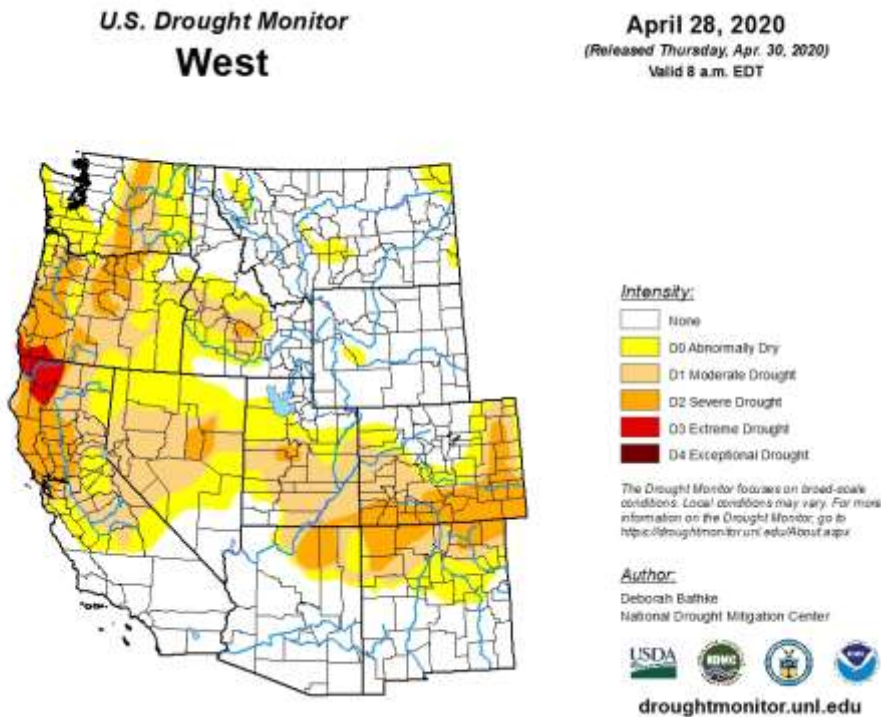 U.S. Drought Monitor
West
April 28, 2020
(Released Thursday, Apr. 30, 2020)
Valid 8 a.m. EDT
Intensity:
None
D0 Abnormally Dry
D1 Moderate Drought
D2 Severe Drought
D3 Extreme Drought
D4 Exceptional Drought
The Drought Monitor focuses on broad-scale
conditions. Local conditions may vary. For more
information on the Drought Monitor, go to
https://droughtmonitor.unl.edu/About.aspx
Author:
Deborah Bathke
National Drought Mitigation Center
USDA
NDMC
droughtmonitor.unl.edu